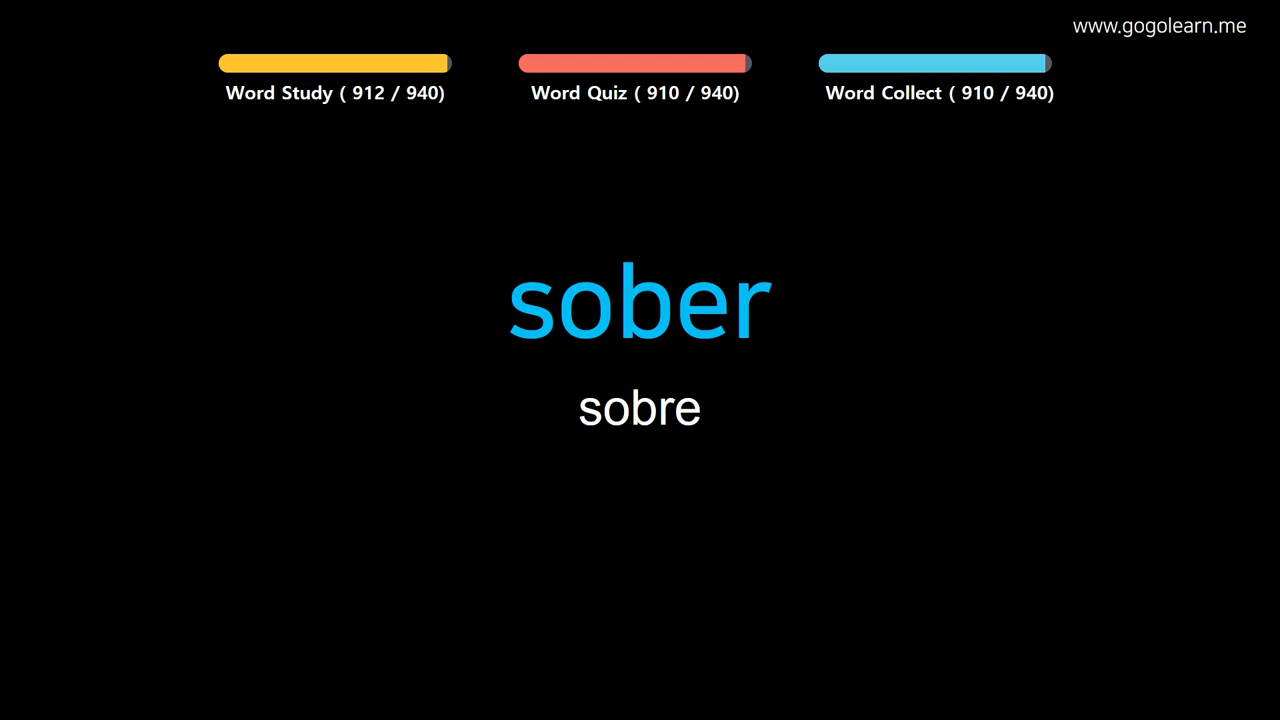 www.gogolearn.me
Word Study ( 912 / 940)
Word Quiz ( 910 / 940)
Word Collect ( 910 / 940)
sober
sobre